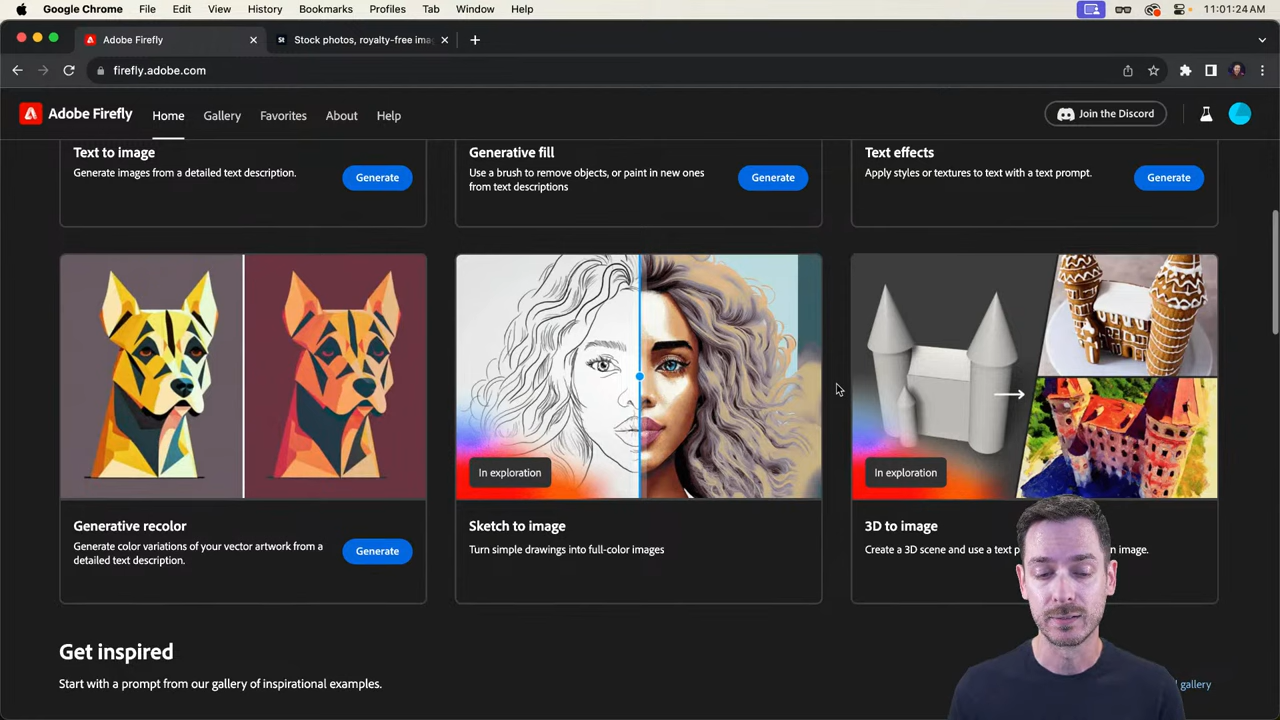 Google Chrome File Edit View History Bookmarks Profiles Tab Window Help 11:01:24 AM
Adobe Firefly
St Stock photos, royalty-free ima
firefly.adobe.com
Adobe Firefly Home Gallery Favorites About Help Join the Discord
Text to image
Generate images from a detailed text description.
Generate
Generative fill
Use a brush to remove objects, or paint in new ones
from text descriptions
Generate
Text effects
Apply styles or textures to text with a text prompt.
Generate
Generative recolor
Generate color variations of your vector artwork from a
detailed text description.
Generate
In exploration
Sketch to image
Turn simple drawings into full-color images
In exploration
3D to image
Create a 3D scene and use a text p n image.
Get inspired
Start with a prompt from our gallery of inspirational examples.
gallery